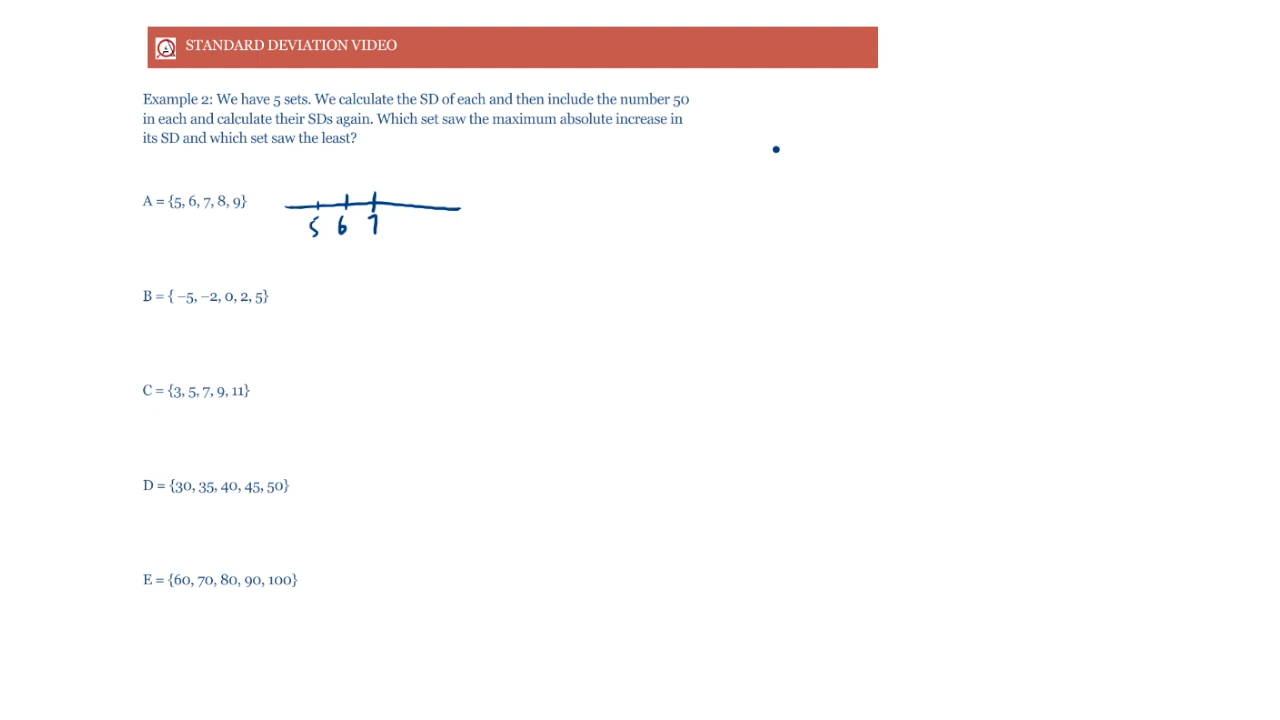 STANDARD DEVIATION VIDEO
Example 2: We have 5 sets. We calculate the SD of each and then include the number 50
in each and calculate their SDs again. Which set saw the maximum absolute increase in
its SD and which set saw the least?
A = {5, 6, 7, 8, 9}
5 6 7
B = { –5, –2, 0, 2, 5}
C = {3, 5, 7, 9, 11}
D = {30, 35, 40, 45, 50}
E = {60, 70, 80, 90, 100}